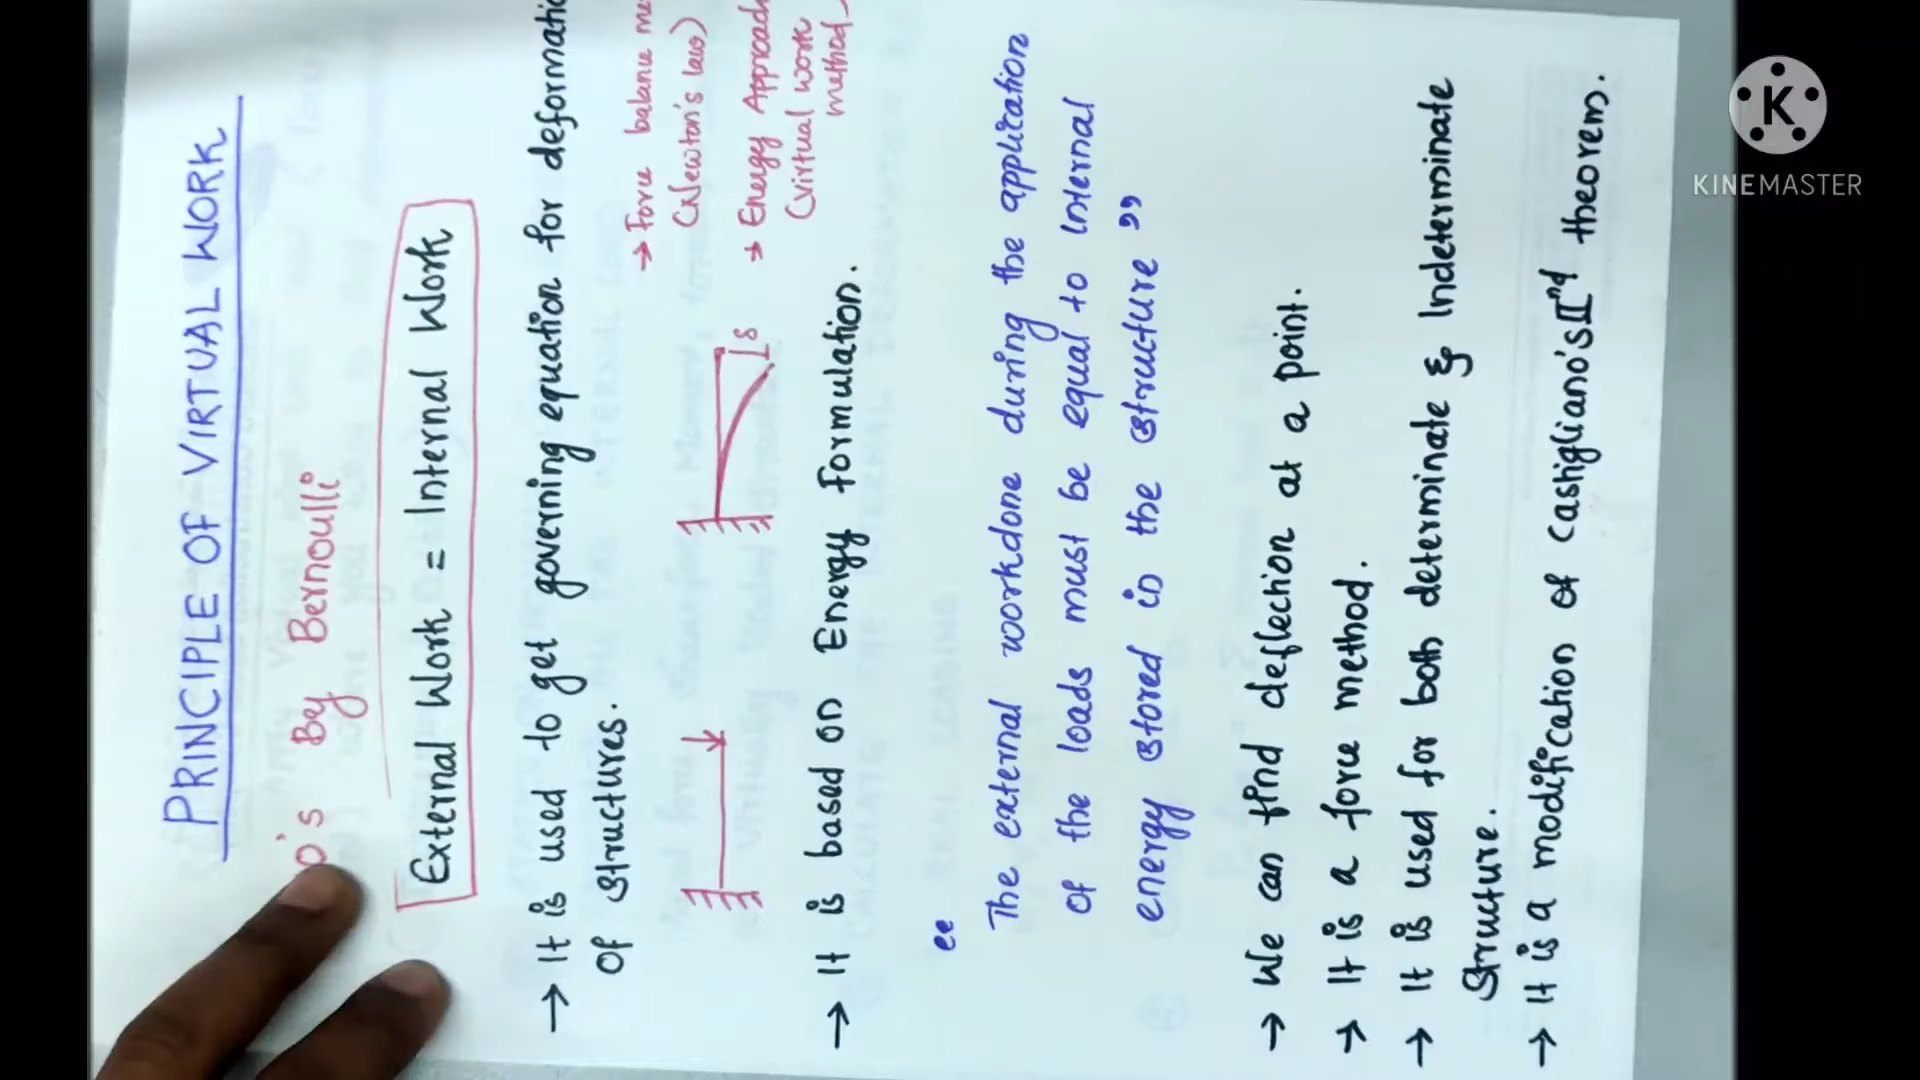 PRINCIPLE OF VIRTUAL WORK
0's By Bernoulli
External Work = Internal Work
→ It is used to get governing equation for
of structures.
→ Force balance
(Newton's law)
→ Energy
(virtual work
method
δ
→ It is based on Energy Formulation.
“ The external workdone during the application
of the loads must be equal to internal
energy stored in the structure ”
→ We can find deflection at a point.
→ It is a force method.
→ It is used for both determinate & Indeterminate
Structure.
→ It is a modification of Castigliano's IInd theorem.
K
KINEMASTER